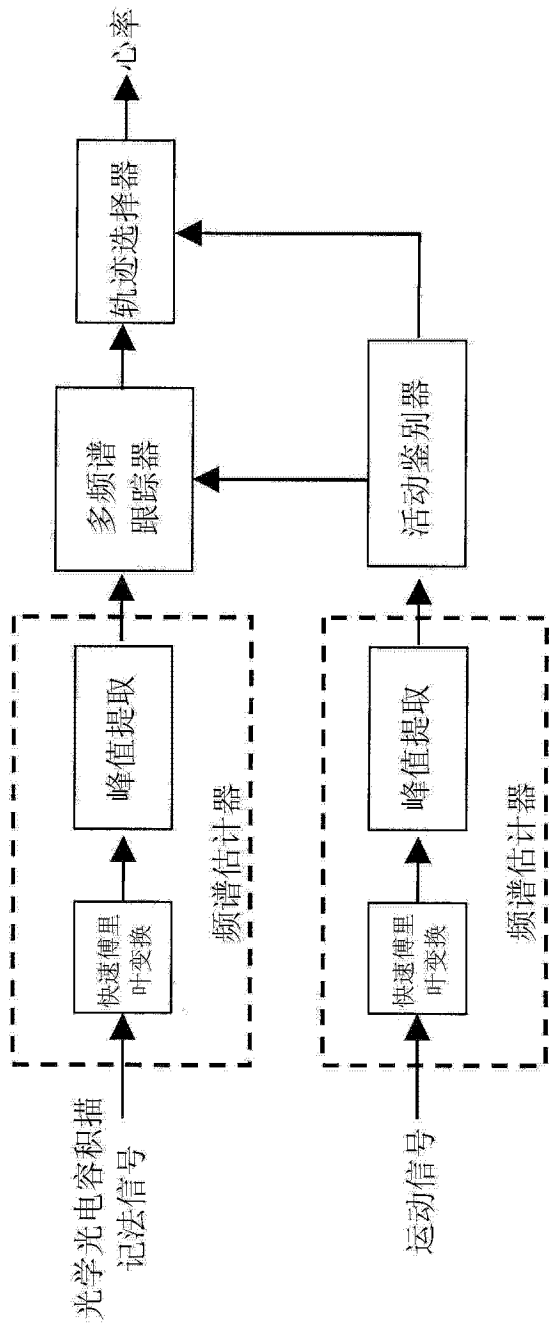 光学光电容积描
记法信号
快速傅里
叶变换
峰值提取
频谱估计器
多频谱
跟踪器
轨迹选择器
心率
运动信号
快速傅里
叶变换
峰值提取
频谱估计器
活动鉴别器